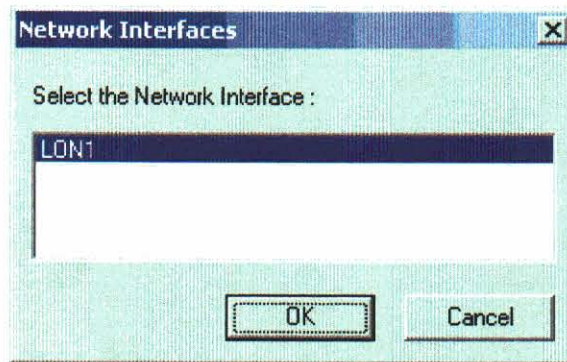 Network Interfaces
Select the Network Interface :
LON1
OK
Cancel